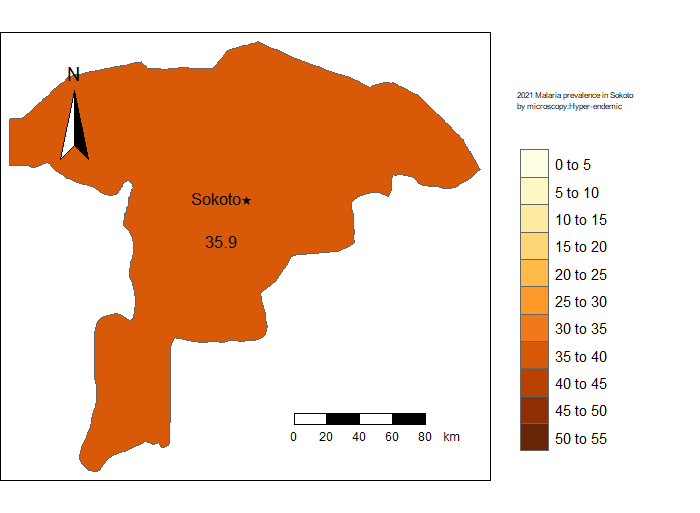 N
Sokoto★
35.9
0 20 40 60 80 km
2021 Malaria prevalence in Sokoto
by microscopy:Hyper-endemic
0 to 5
5 to 10
10 to 15
15 to 20
20 to 25
25 to 30
30 to 35
35 to 40
40 to 45
45 to 50
50 to 55